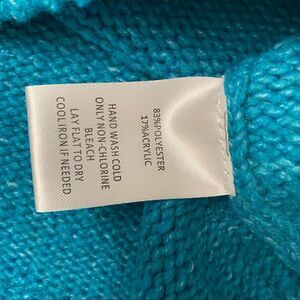 83%POLYESTER
17%ACRYLIC
HAND WASH COLD
ONLY NON-CHLORINE
BLEACH
LAY FLAT TO DRY
COOL IRON IF NEEDED